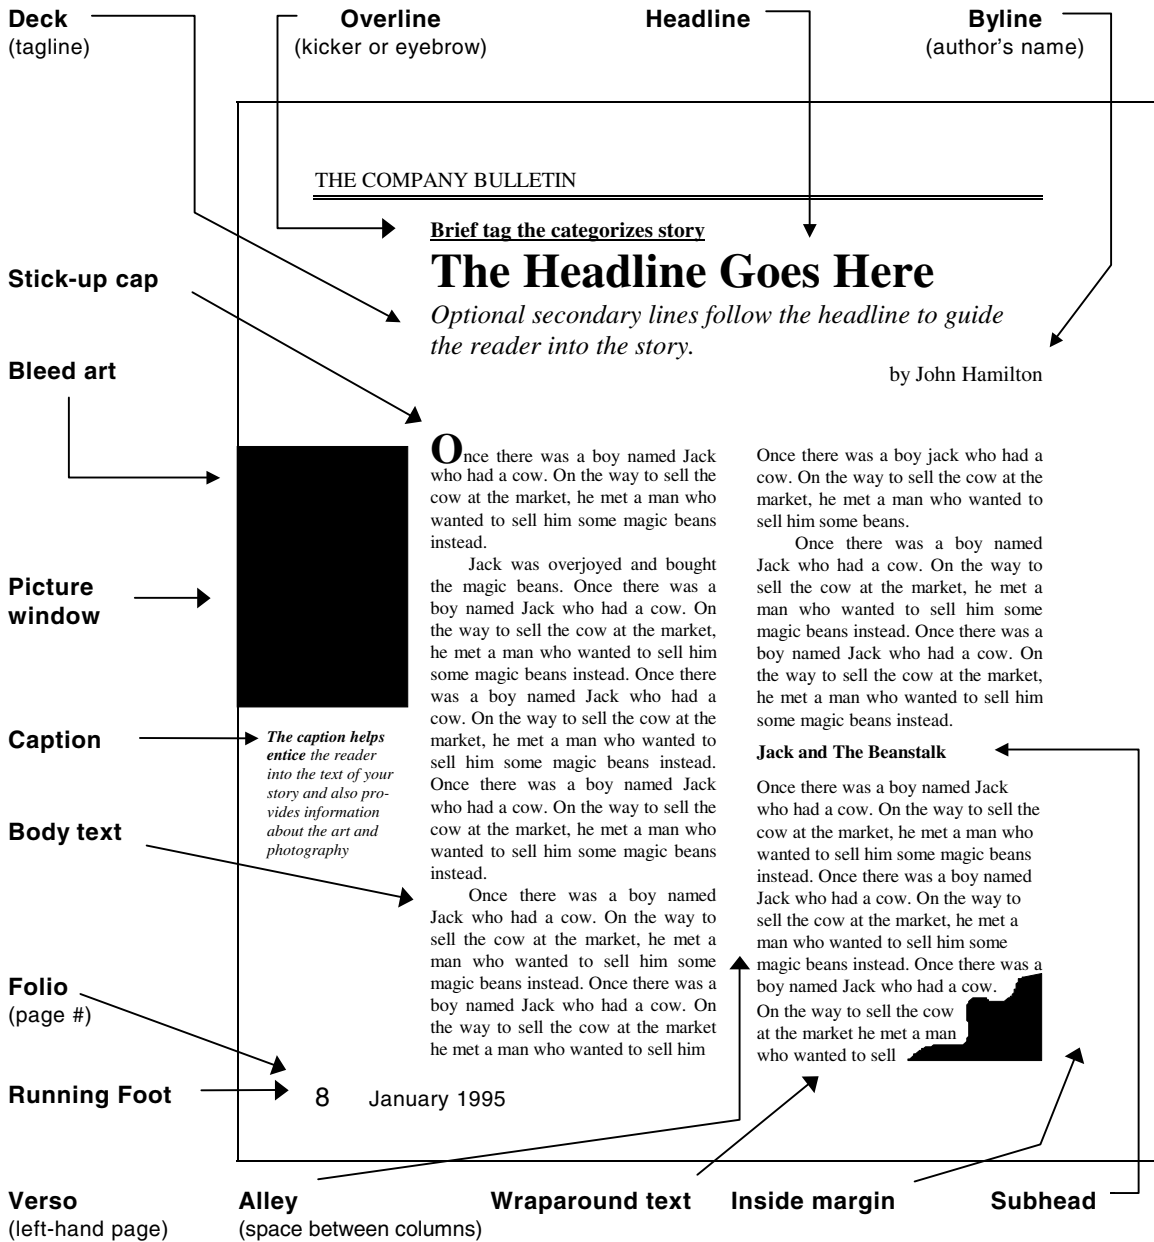 Deck
(tagline)
Overline
(kicker or eyebrow)
Headline
Byline
(author's name)
THE COMPANY BULLETIN
Brief tag the categorizes story
The Headline Goes Here
Optional secondary lines follow the headline to guide
the reader into the story.
by John Hamilton
Stick-up cap
Bleed art
Picture
window
Caption
Body text
Folio
(page #)
Running Foot
The caption helps
entice the reader
into the text of your
story and also pro-
vides information
about the art and
photography
Once there was a boy named Jack
who had a cow. On the way to sell the
cow at the market, he met a man who
wanted to sell him some magic beans
instead.
Jack was overjoyed and bought
the magic beans. Once there was a
boy named Jack who had a cow. On
the way to sell the cow at the market,
he met a man who wanted to sell him
some magic beans instead. Once there
was a boy named Jack who had a
cow. On the way to sell the cow at the
market, he met a man who wanted to
sell him some magic beans instead.
Once there was a boy named Jack
who had a cow. On the way to sell the
cow at the market, he met a man who
wanted to sell him some magic beans
instead.
Once there was a boy named
Jack who had a cow. On the way to
sell the cow at the market, he met a
man who wanted to sell him some
magic beans instead. Once there was a
boy named Jack who had a cow. On
the way to sell the cow at the market
he met a man who wanted to sell him
Once there was a boy jack who had a
cow. On the way to sell the cow at the
market, he met a man who wanted to
sell him some beans.
Once there was a boy named
Jack who had a cow. On the way to
sell the cow at the market, he met a
man who wanted to sell him some
magic beans instead. Once there was a
boy named Jack who had a cow. On
the way to sell the cow at the market,
he met a man who wanted to sell him
some magic beans instead.
Jack and The Beanstalk
Once there was a boy named Jack
who had a cow. On the way to sell the
cow at the market, he met a man who
wanted to sell him some magic beans
instead. Once there was a boy named
Jack who had a cow. On the way to
sell the cow at the market, he met a
man who wanted to sell him some
magic beans instead. Once there was a
boy named Jack who had a cow.
On the way to sell the cow
at the market he met a man
who wanted to sell
8 January 1995
Verso
(left-hand page)
Alley
(space between columns)
Wraparound text
Inside margin
Subhead